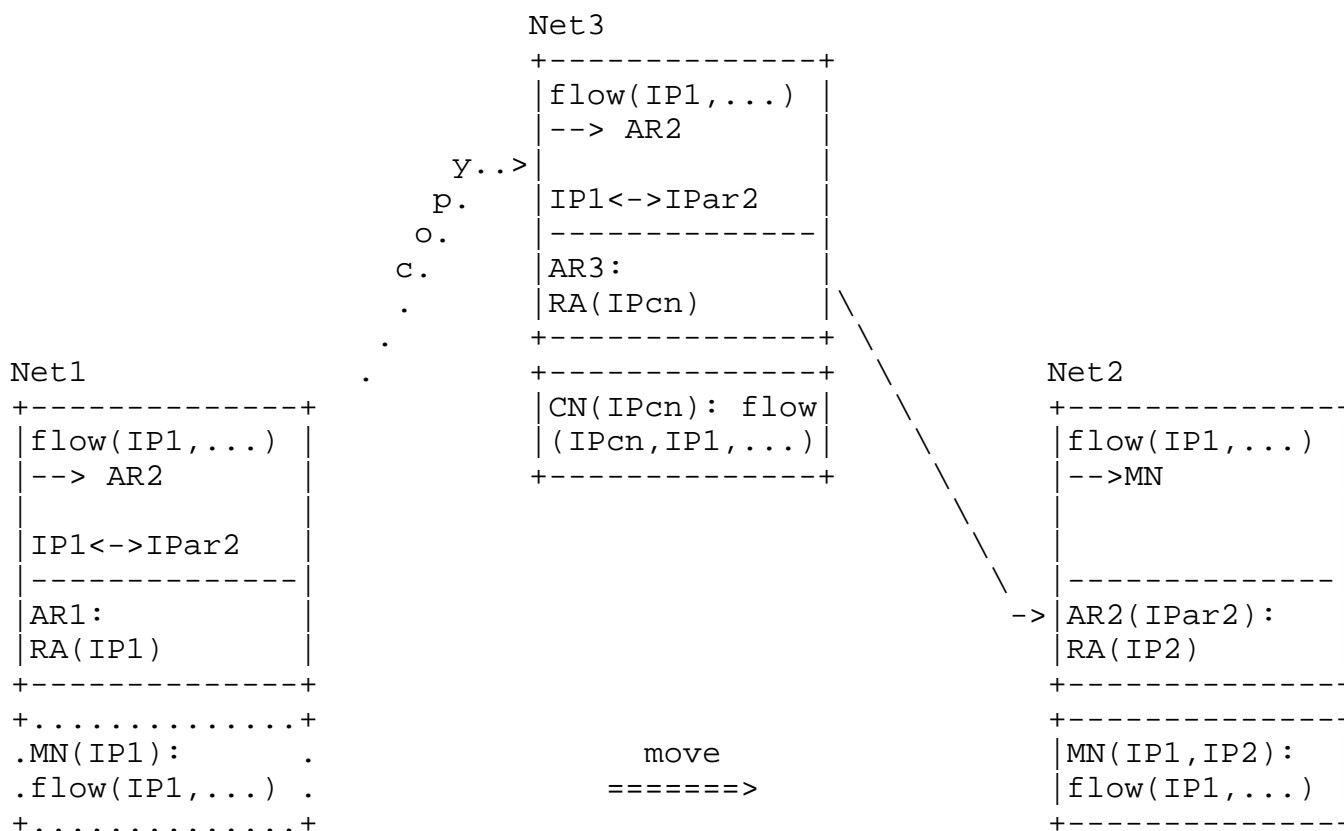 Net3
flow(IP1,...)
--> AR2
IP1<->IPar2
AR3:
RA(IPcn)
copy
CN(IPcn): flow
(IPcn,IP1,...)
Net1
flow(IP1,...)
--> AR2
IP1<->IPar2
AR1:
RA(IP1)
MN(IP1):
flow(IP1,...)
move
=======>
Net2
flow(IP1,...)
-->MN
AR2(IPar2):
RA(IP2)
MN(IP1,IP2):
flow(IP1,...)